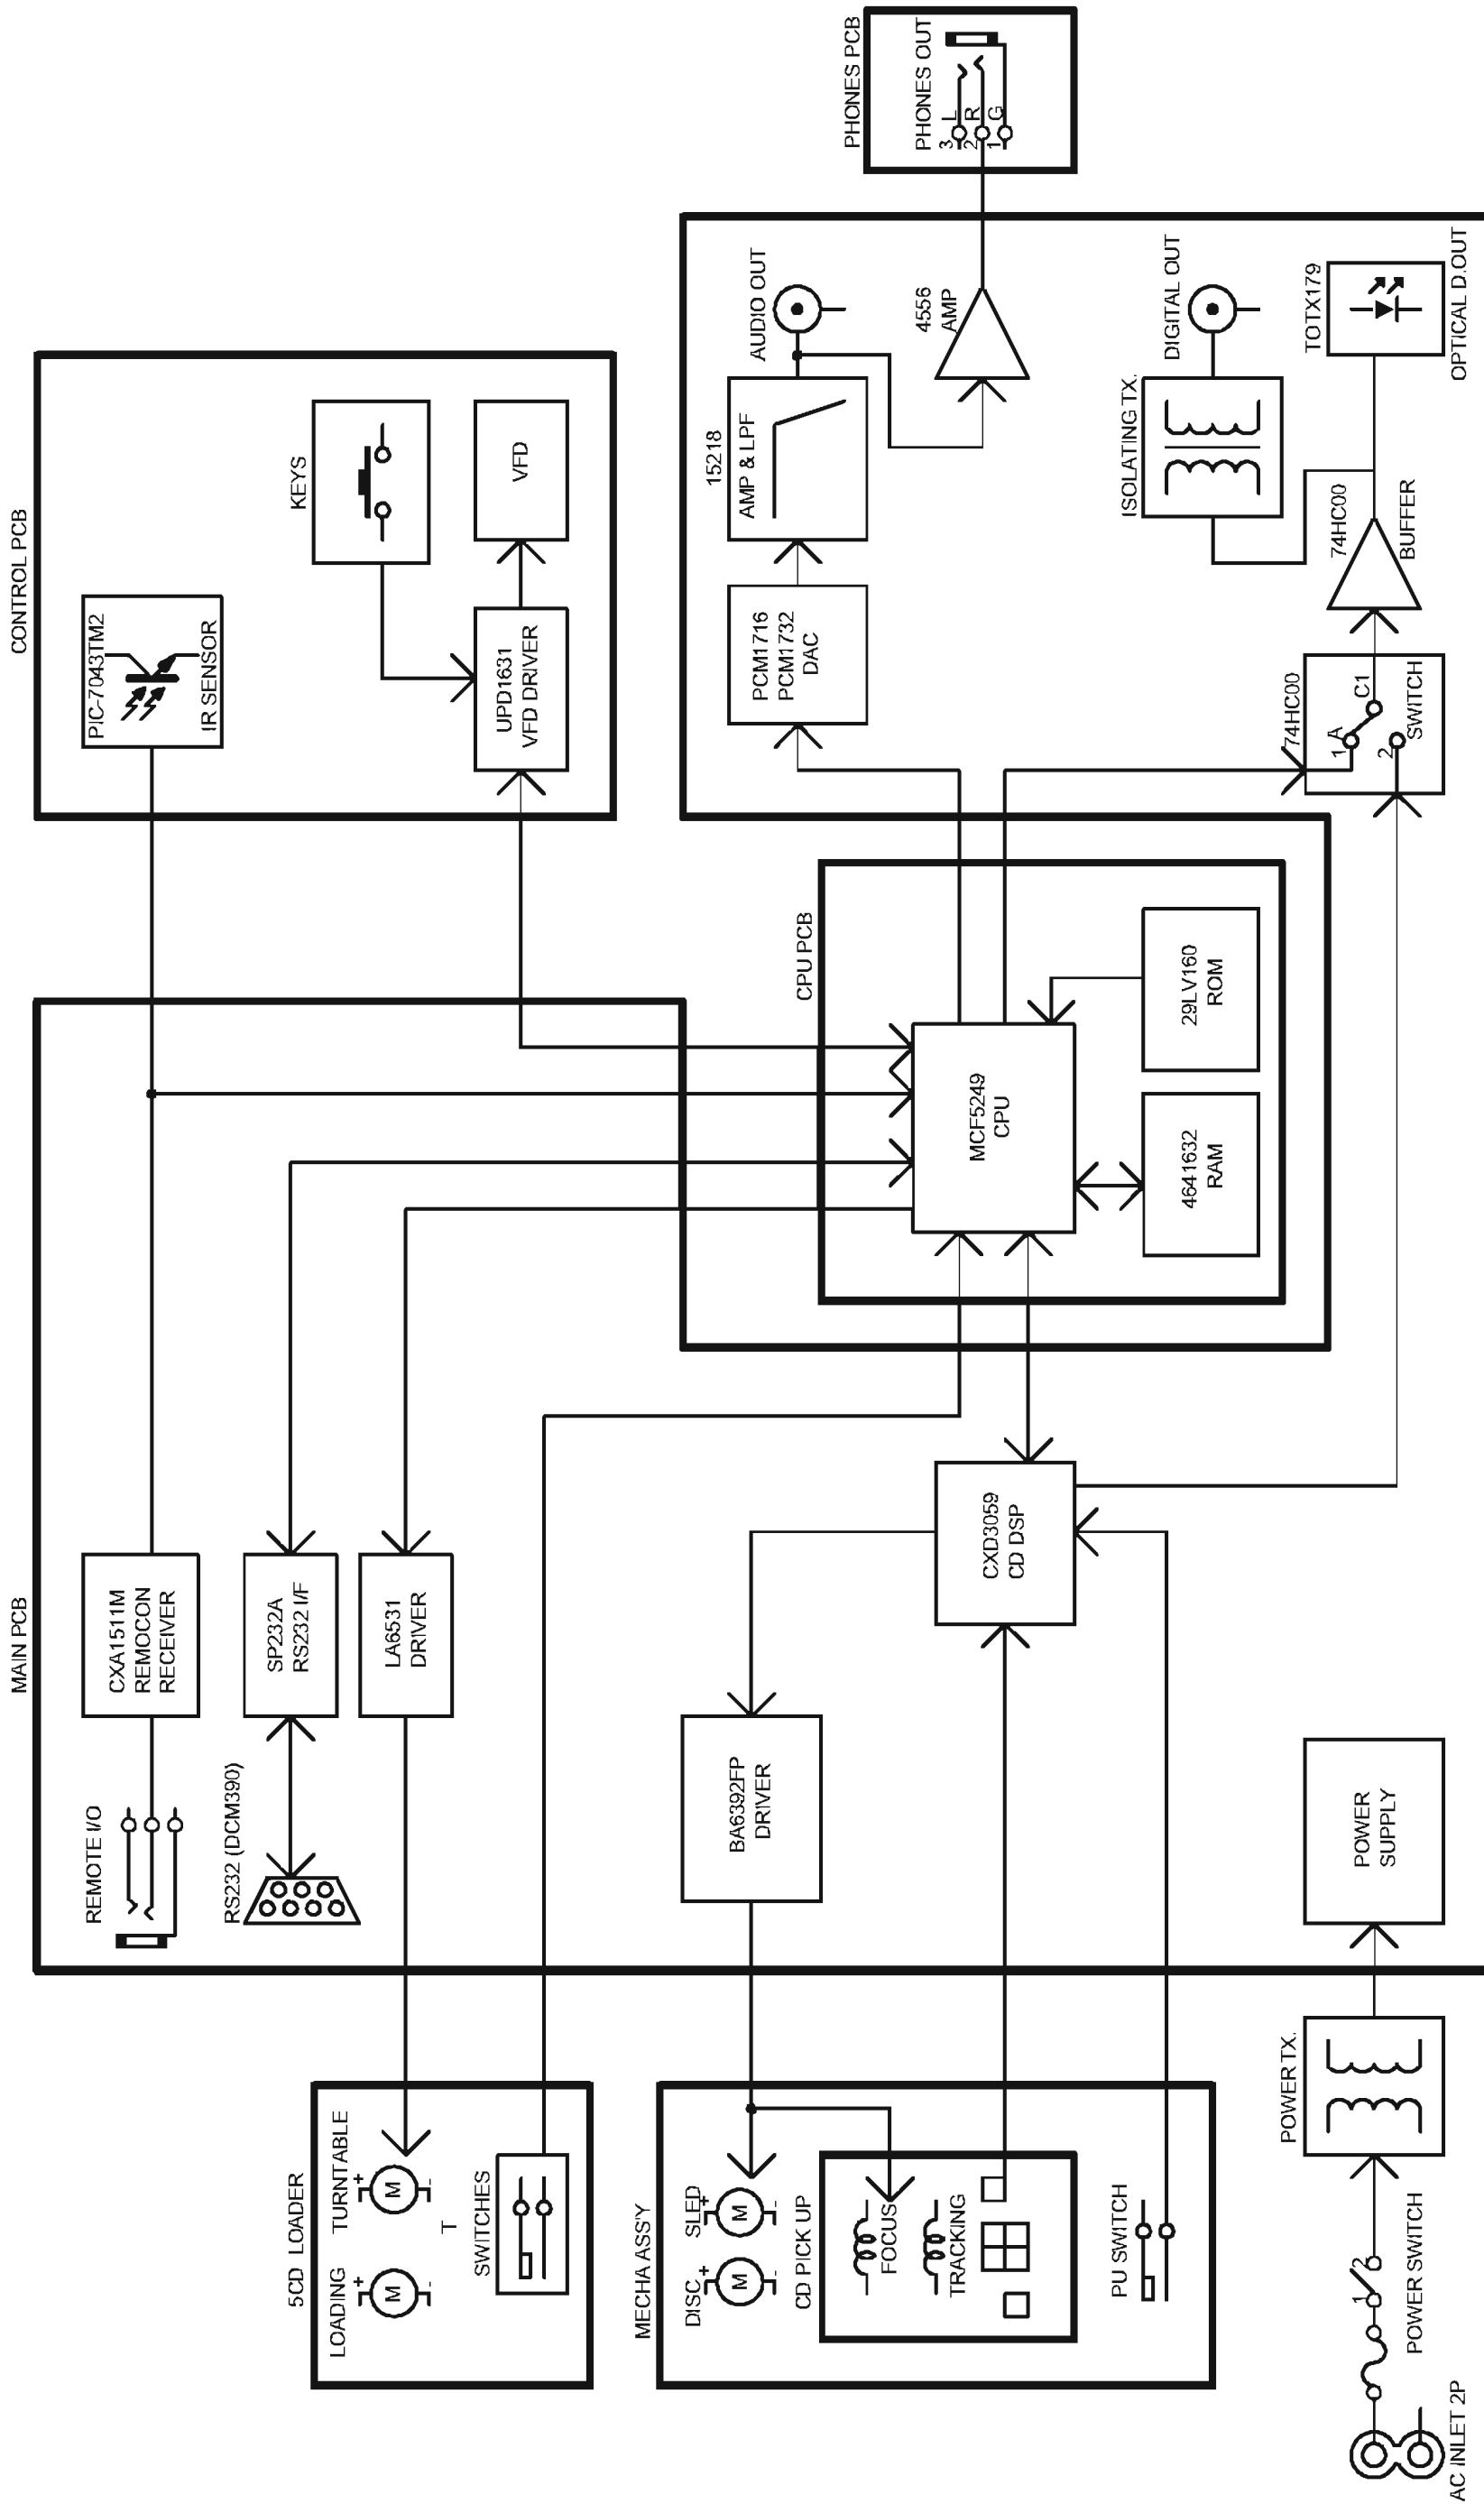 MAIN PCB
CONTROL PCB
REMOTE I/O
CXA1511M
REMOCON
RECEIVER
PIC-7043TM2
IR SENSOR
RS232 (DCM390)
SP232A
RS232 I/F
KEYS
5CD LOADER
LOADING
TURNTABLE
+
M
-
+
M
-
T
LA6531
DRIVER
UPD1631
VFD DRIVER
VFD
SWITCHES
MECHA ASS'Y
DISC
SLED
+
M
-
+
M
-
CD PICK UP
FOCUS
TRACKING
PU SWITCH
BA6392FP
DRIVER
CXD3059
CD DSP
CPU PCB
MCF5249
CPU
4641632
RAM
29LV160
ROM
PCM1716
PCM1732
DAC
15218
AMP & LPF
AUDIO OUT
4556
AMP
PHONES PCB
PHONES OUT
3 L
2 R
1 G
ISOLATING TX.
DIGITAL OUT
74HC00
1 A
C1
2
SWITCH
74HC00
BUFFER
TOTX179
OPTICAL D.OUT
POWER TX.
POWER
SUPPLY
1
2
POWER SWITCH
AC INLET 2P